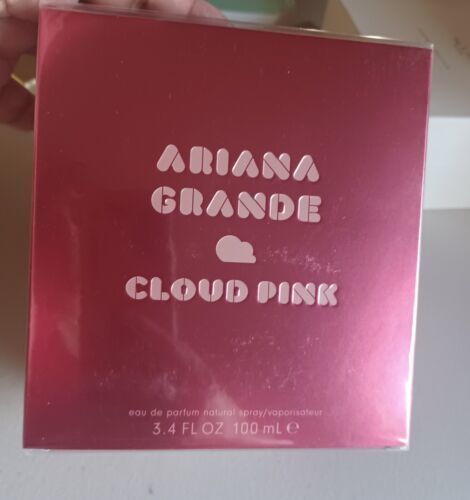 ARIANA
GRANDE
CLOUD PINK
eau de parfum natural spray/vaporisateur
3.4 FL OZ 100 mL ℮